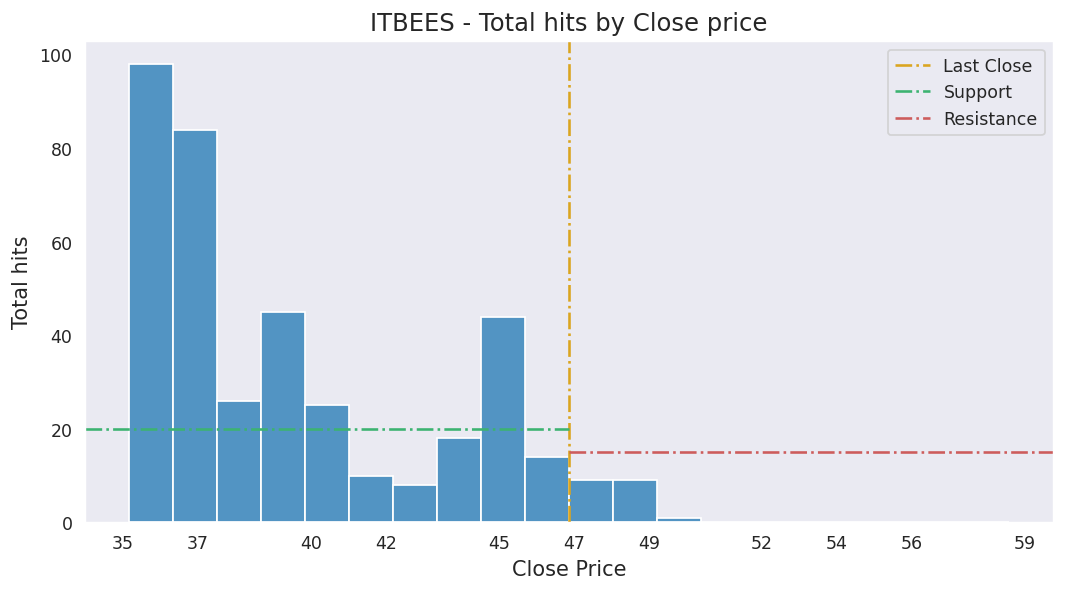 ITBEES - Total hits by Close price
Last Close
Support
Resistance
Total hits
100
80
60
40
20
0
35 37 40 42 45 47 49 52 54 56 59
Close Price